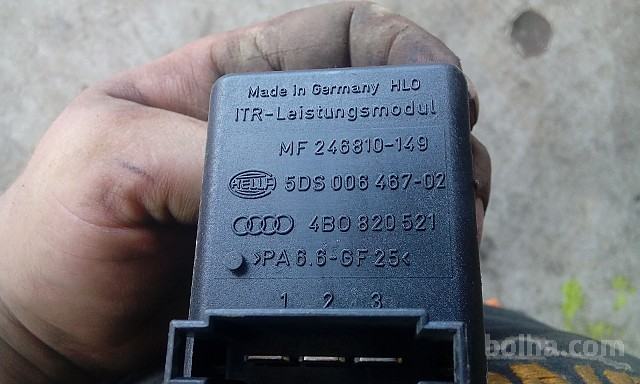 Made in Germany HLO
ITR-Leistungsmodul
MF 246810-149
HELLA 5DS 006 467-02
4B0 820 521
>PA 6.6-GF 25<
1 2 3
bolha.com